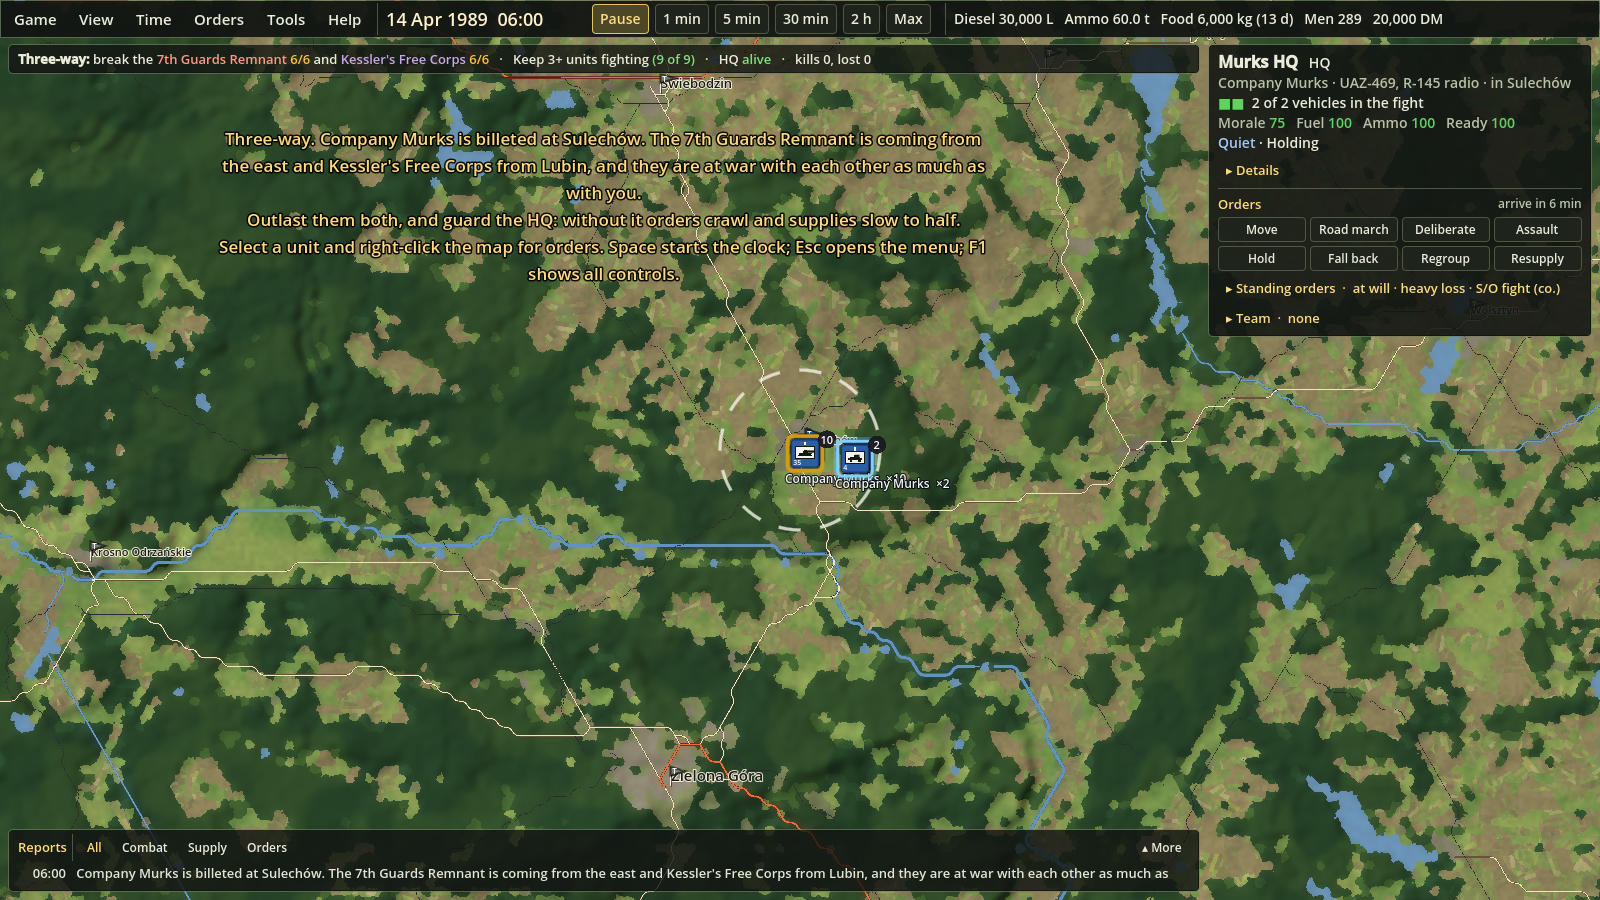 Game View Time Orders Tools Help 14 Apr 1989 06:00 Pause 1 min 5 min 30 min 2 h Max Diesel 30,000 L Ammo 60.0 t Food 6,000 kg (13 d) Men 289 20,000 DM
Three-way: break the 7th Guards Remnant 6/6 and Kessler's Free Corps 6/6 · Keep 3+ units fighting (9 of 9) · HQ alive · kills 0, lost 0
Murks HQ HQ
Company Murks · UAZ-469, R-145 radio · in Sulechów
2 of 2 vehicles in the fight
Morale 75 Fuel 100 Ammo 100 Ready 100
Quiet · Holding
▸ Details
Orders arrive in 6 min
Move Road march Deliberate Assault
Hold Fall back Regroup Resupply
▸ Standing orders · at will · heavy loss · S/O fight (co.)
▸ Team · none
Wolsztyn
Świebodzin
Three-way. Company Murks is billeted at Sulechów. The 7th Guards Remnant is coming from
the east and Kessler's Free Corps from Lubin, and they are at war with each other as much as
with you.
Outlast them both, and guard the HQ: without it orders crawl and supplies slow to half.
Select a unit and right-click the map for orders. Space starts the clock; Esc opens the menu; F1
shows all controls.
10 2
35 4
Company
Company Murks ×2
Krosno Odrzańskie
Zielona Góra
Reports All Combat Supply Orders ▴ More
06:00 Company Murks is billeted at Sulechów. The 7th Guards Remnant is coming from the east and Kessler's Free Corps from Lubin, and they are at war with each other as much as